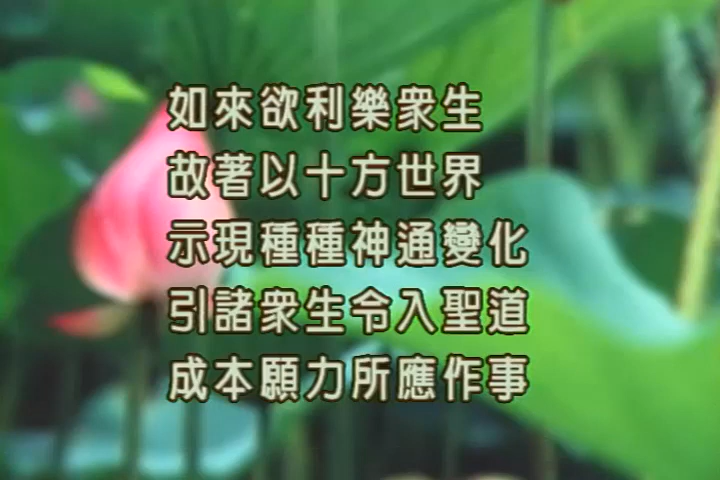 如來欲利樂衆生
故著以十方世界
示現種種神通變化
引諸衆生令入聖道
成本願力所應作事